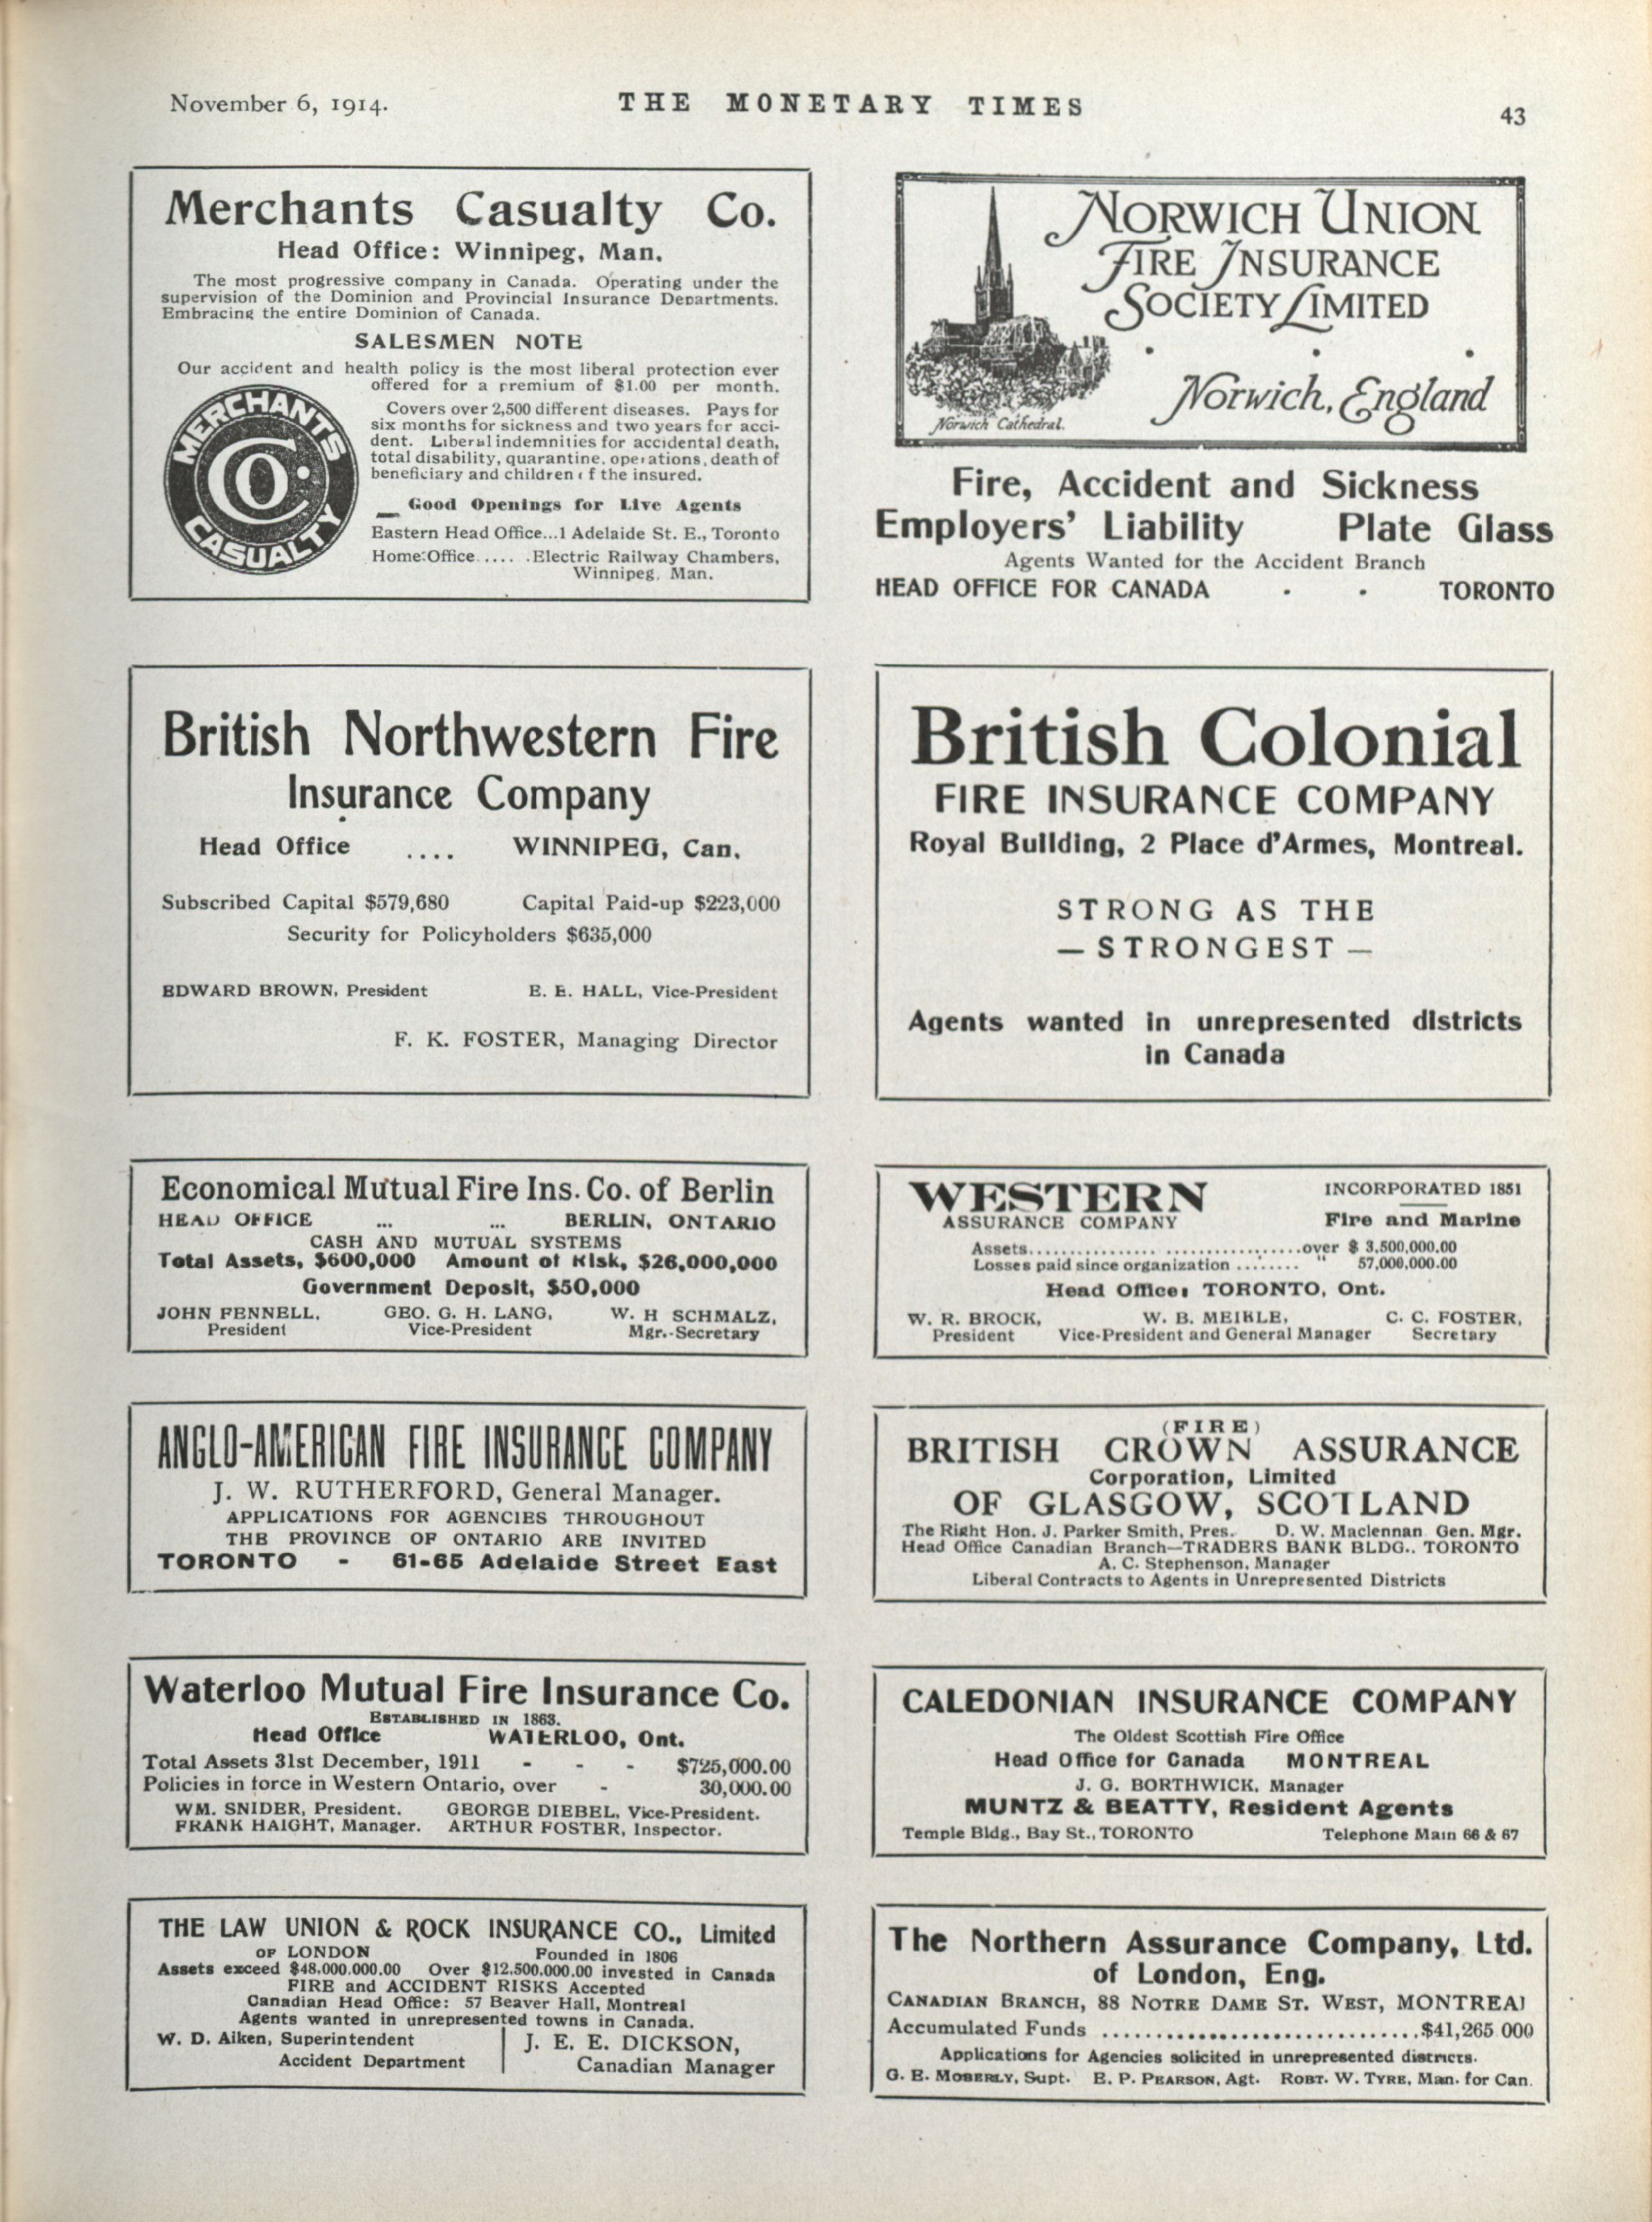 November 6, 1914.
THE MONETARY TIMES
43
Merchants Casualty Co.
Head Office: Winnipeg, Man.
The most progressive company in Canada. Operating under the
supervision of the Dominion and Provincial Insurance Departments.
Embracing the entire Dominion of Canada.
SALESMEN NOTE
Our accident and health policy is the most liberal protection ever
offered for a premium of $1.00 per month.
Covers over 2,500 different diseases. Pays for
six months for sickness and two years for acci-
dent. Liberal indemnities for accidental death,
total disability, quarantine, operations, death of
beneficiary and children of the insured.
Good Openings for Live Agents
Eastern Head Office...1 Adelaide St. E., Toronto
Home Office..... .Electric Railway Chambers,
Winnipeg, Man.
MERCHANTS
Co.
CASUALTY
NORWICH UNION
FIRE INSURANCE
SOCIETY LIMITED
Norwich, England
Norwich Cathedral.
Fire, Accident and Sickness
Employers' Liability Plate Glass
Agents Wanted for the Accident Branch
HEAD OFFICE FOR CANADA - - TORONTO
British Northwestern Fire
Insurance Company
Head Office .... WINNIPEG, Can.
Subscribed Capital $579,680 Capital Paid-up $223,000
Security for Policyholders $635,000
EDWARD BROWN, President E. E. HALL, Vice-President
F. K. FOSTER, Managing Director
British Colonial
FIRE INSURANCE COMPANY
Royal Building, 2 Place d'Armes, Montreal.
STRONG AS THE
— STRONGEST —
Agents wanted in unrepresented districts
in Canada
Economical Mutual Fire Ins. Co. of Berlin
HEAD OFFICE ... ... BERLIN, ONTARIO
CASH AND MUTUAL SYSTEMS
Total Assets, $600,000 Amount of Risk, $26,000,000
Government Deposit, $50,000
JOHN FENNELL, GEO. G. H. LANG, W. H SCHMALZ,
President Vice-President Mgr.-Secretary
WESTERN INCORPORATED 1851
ASSURANCE COMPANY Fire and Marine
Assets................ ................over $ 3,500,000.00
Losses paid since organization ........ " 57,000,000.00
Head Office: TORONTO, Ont.
W. R. BROCK, W. B. MEIKLE, C. C. FOSTER,
President Vice-President and General Manager Secretary
ANGLO-AMERICAN FIRE INSURANCE COMPANY
J. W. RUTHERFORD, General Manager.
APPLICATIONS FOR AGENCIES THROUGHOUT
THE PROVINCE OF ONTARIO ARE INVITED
TORONTO - 61-65 Adelaide Street East
(FIRE)
BRITISH CROWN ASSURANCE
Corporation, Limited
OF GLASGOW, SCOTLAND
The Right Hon. J. Parker Smith, Pres. D. W. Maclennan Gen. Mgr.
Head Office Canadian Branch—TRADERS BANK BLDG., TORONTO
A. C. Stephenson, Manager
Liberal Contracts to Agents in Unrepresented Districts
Waterloo Mutual Fire Insurance Co.
ESTABLISHED IN 1863.
Head Office WATERLOO, Ont.
Total Assets 31st December, 1911 - - - $725,000.00
Policies in force in Western Ontario, over - 30,000.00
WM. SNIDER, President. GEORGE DIEBEL, Vice-President.
FRANK HAIGHT, Manager. ARTHUR FOSTER, Inspector.
CALEDONIAN INSURANCE COMPANY
The Oldest Scottish Fire Office
Head Office for Canada MONTREAL
J. G. BORTHWICK, Manager
MUNTZ & BEATTY, Resident Agents
Temple Bldg., Bay St., TORONTO Telephone Main 66 & 67
THE LAW UNION & ROCK INSURANCE CO., Limited
OF LONDON Founded in 1806
Assets exceed $48,000,000.00 Over $12,500,000.00 invested in Canada
FIRE and ACCIDENT RISKS Accepted
Canadian Head Office: 57 Beaver Hall, Montreal
Agents wanted in unrepresented towns in Canada.
W. D. Aiken, Superintendent J. E. E. DICKSON,
Accident Department Canadian Manager
The Northern Assurance Company, Ltd.
of London, Eng.
CANADIAN BRANCH, 88 NOTRE DAME ST. WEST, MONTREAL
Accumulated Funds ..............................$41,265 000
Applications for Agencies solicited in unrepresented districts.
G. E. MOBERLY, Supt. E. P. PEARSON, Agt. ROBT. W. TYRE, Man. for Can.